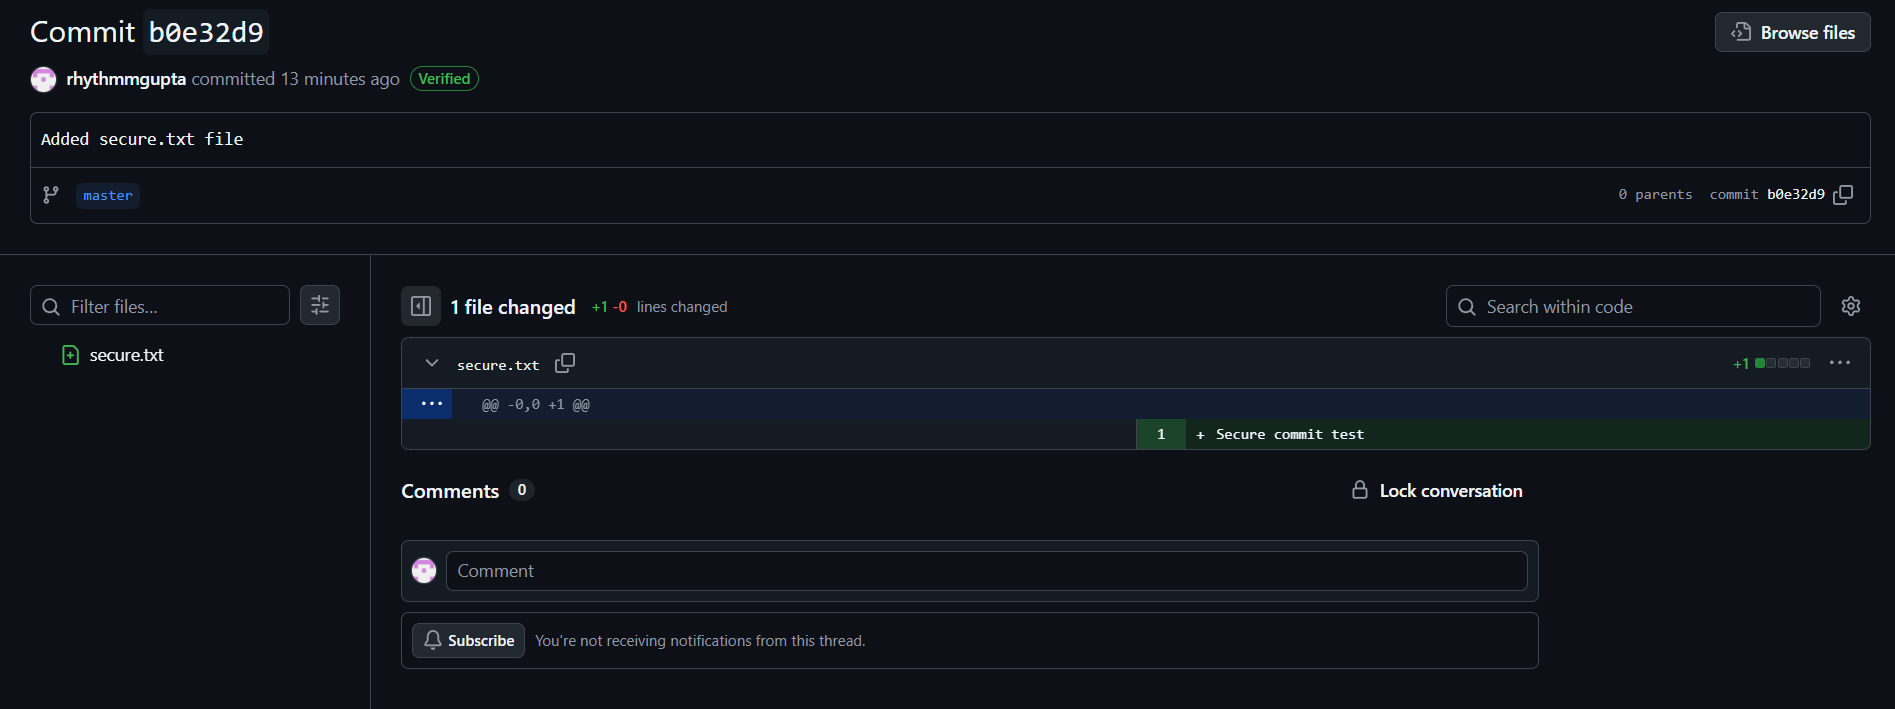 Commit b0e32d9
Browse files
rhythmmgupta committed 13 minutes ago Verified
Added secure.txt file
master
0 parents commit b0e32d9
Filter files...
secure.txt
1 file changed +1 -0 lines changed
Search within code
secure.txt
+1
@@ -0,0 +1 @@
1 + Secure commit test
Comments 0
Lock conversation
Comment
Subscribe You're not receiving notifications from this thread.